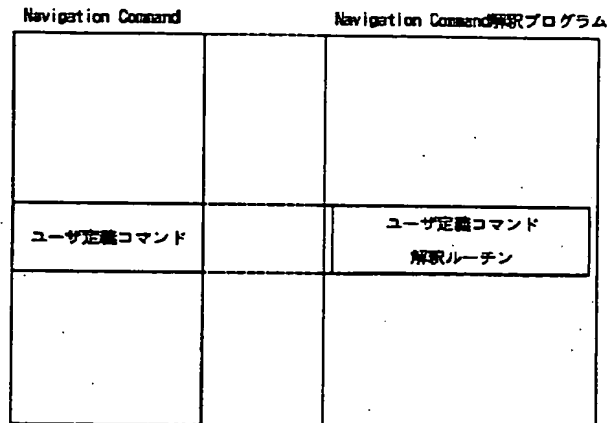 Navigation Command
Navigation Command解釈プログラム
ユーザ定義コマンド
ユーザ定義コマンド
解釈ルーチン